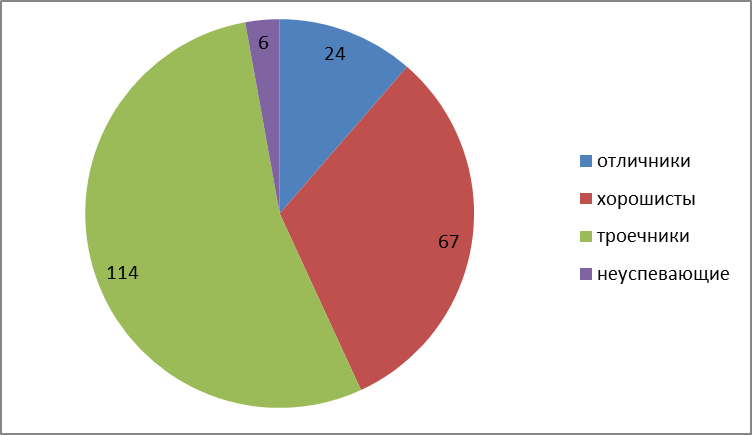 6
24
67
114
отличники
хорошисты
троечники
неуспевающие